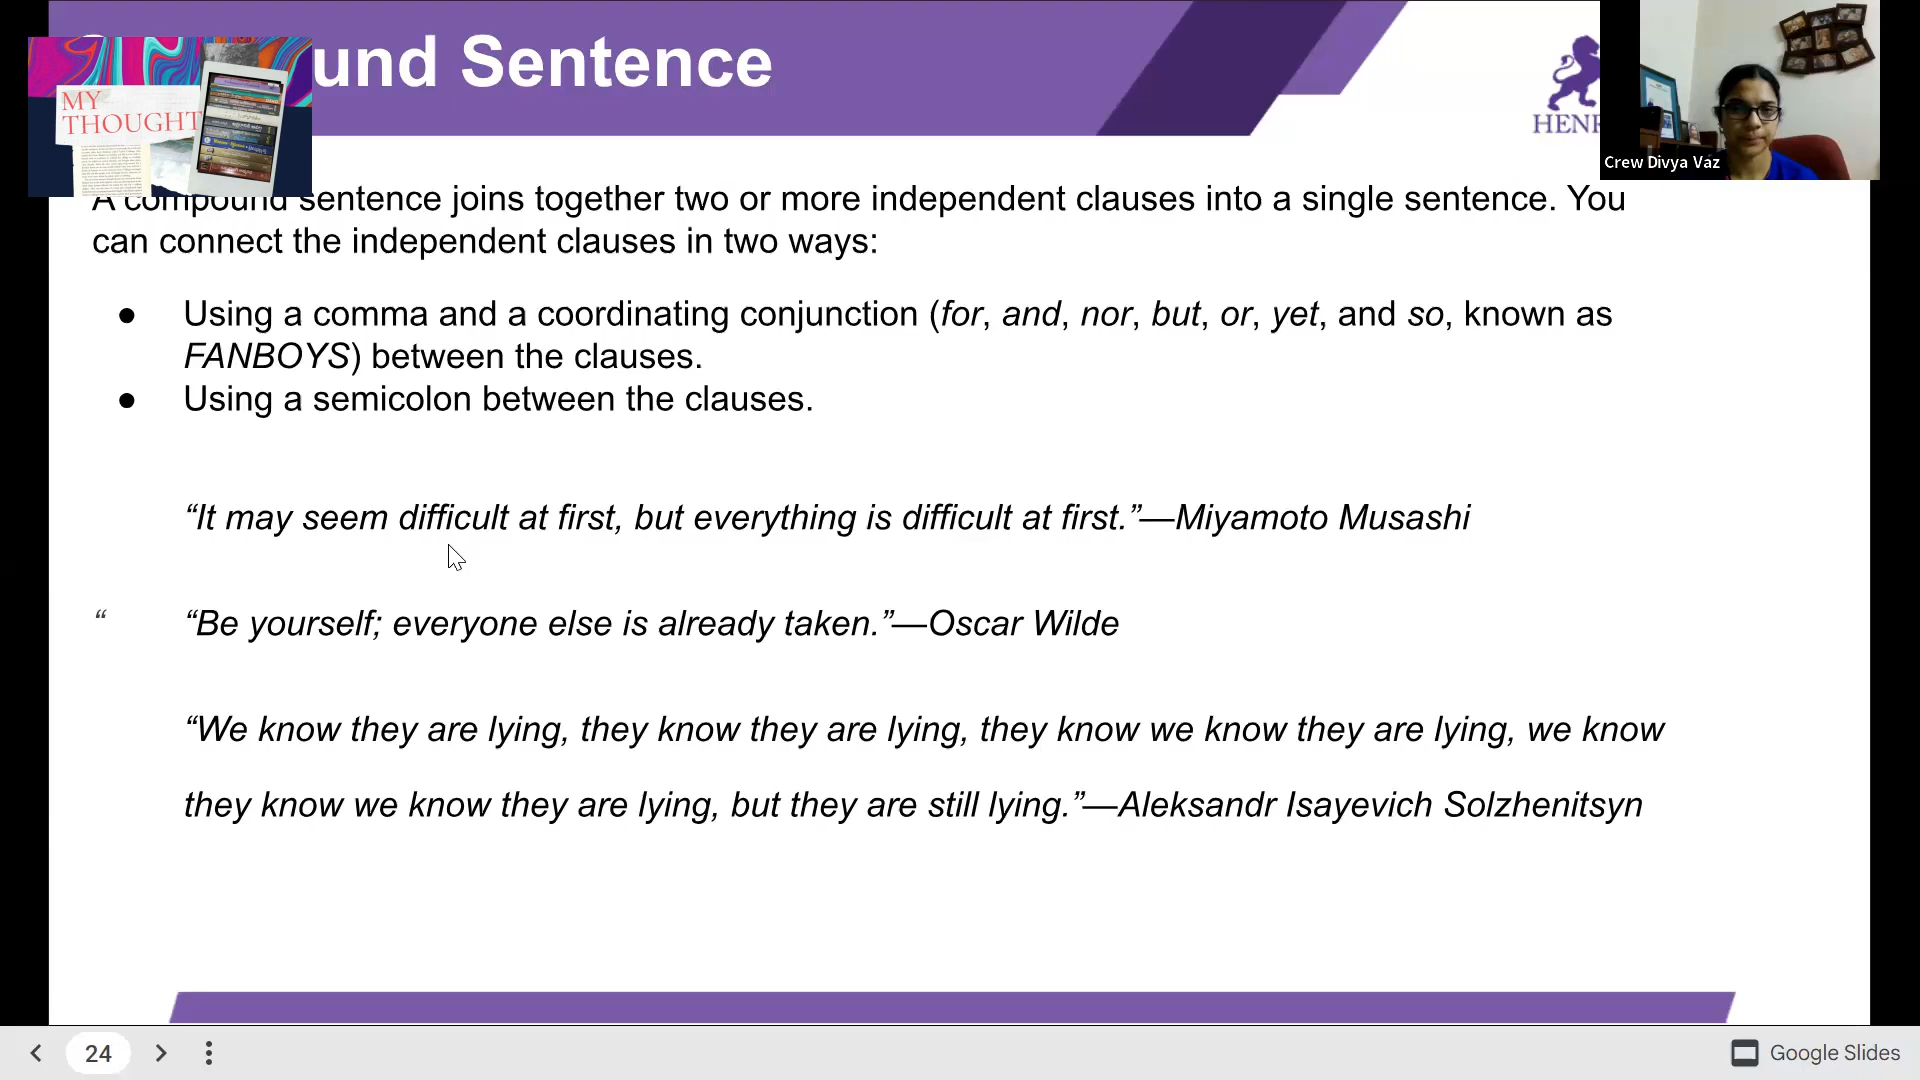 und Sentence
MY
THOUGHT
HENR
Crew Divya Vaz
A compound sentence joins together two or more independent clauses into a single sentence. You
can connect the independent clauses in two ways:
● Using a comma and a coordinating conjunction (for, and, nor, but, or, yet, and so, known as
FANBOYS) between the clauses.
● Using a semicolon between the clauses.
“It may seem difficult at first, but everything is difficult at first.”—Miyamoto Musashi
“ “Be yourself; everyone else is already taken.”—Oscar Wilde
“We know they are lying, they know they are lying, they know we know they are lying, we know
they know we know they are lying, but they are still lying.”—Aleksandr Isayevich Solzhenitsyn
24
Google Slides